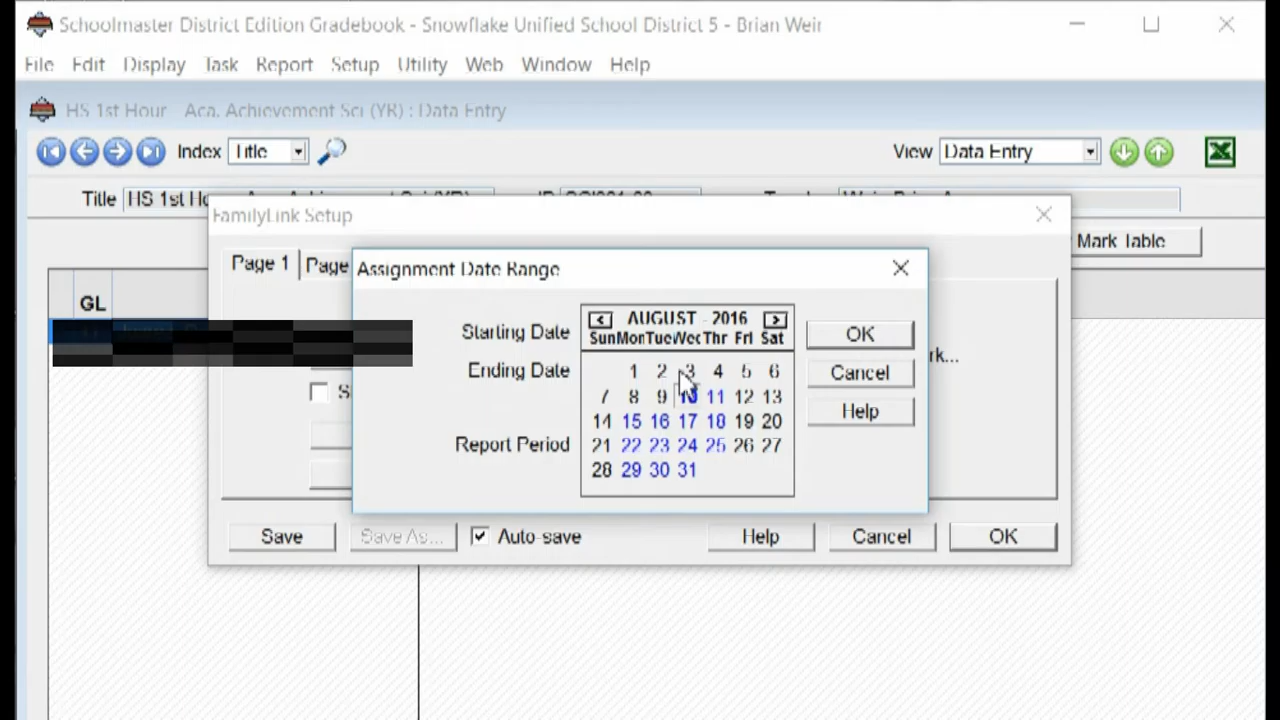 Schoolmaster District Edition Gradebook - Snowflake Unified School District 5 - Brian Weir
File Edit Display Task Report Setup Utility Web Window Help
HS 1st Hour Aca. Achievement Sci (YR) : Data Entry
Index Title View Data Entry
Title HS 1st Ho
FamilyLink Setup
Mark Table
Page 1 Page
Assignment Date Range
GL
Starting Date
AUGUST - 2016
OK
Sun Mon Tue Wed Thr Fri Sat
rk...
Ending Date
1 2 3 4 5 6
Cancel
S
7 8 9 10 11 12 13
Help
14 15 16 17 18 19 20
Report Period
21 22 23 24 25 26 27
28 29 30 31
Save Save As... Auto-save Help Cancel OK